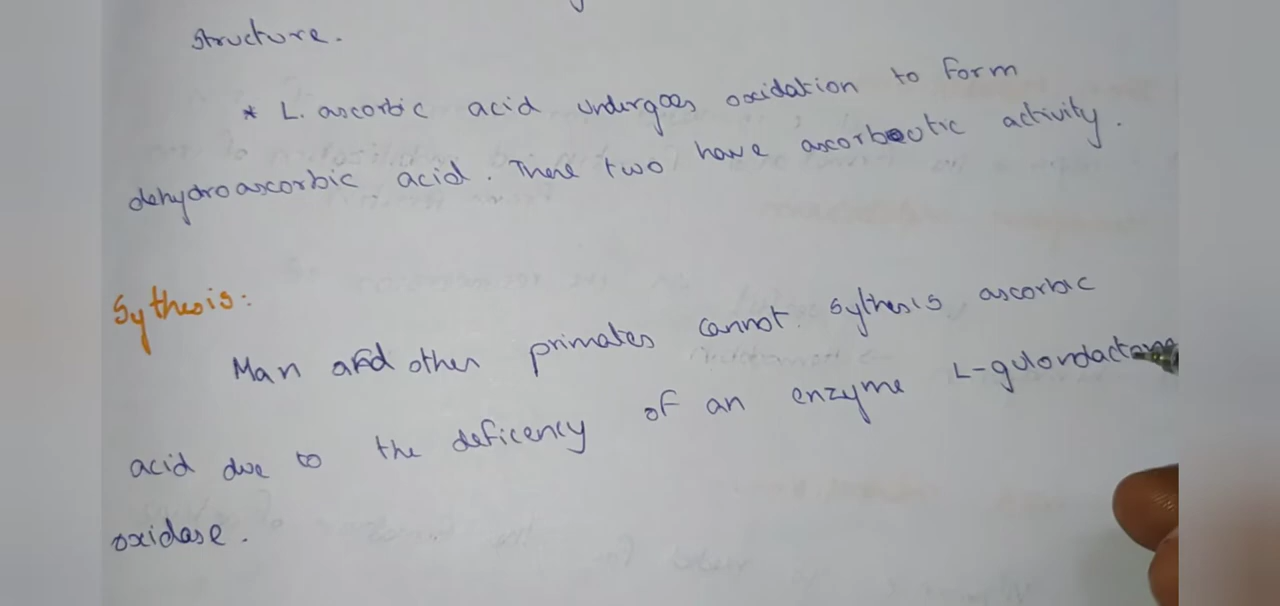 structure.
* L. ascorbic acid undergoes oxidation to form
dehydroascorbic acid. These two have ascorbeutic activity.
Sythesis:
Man and other primates cannot sythesis ascorbic
acid due to the deficency of an enzyme L-gulonolactone
oxidase.